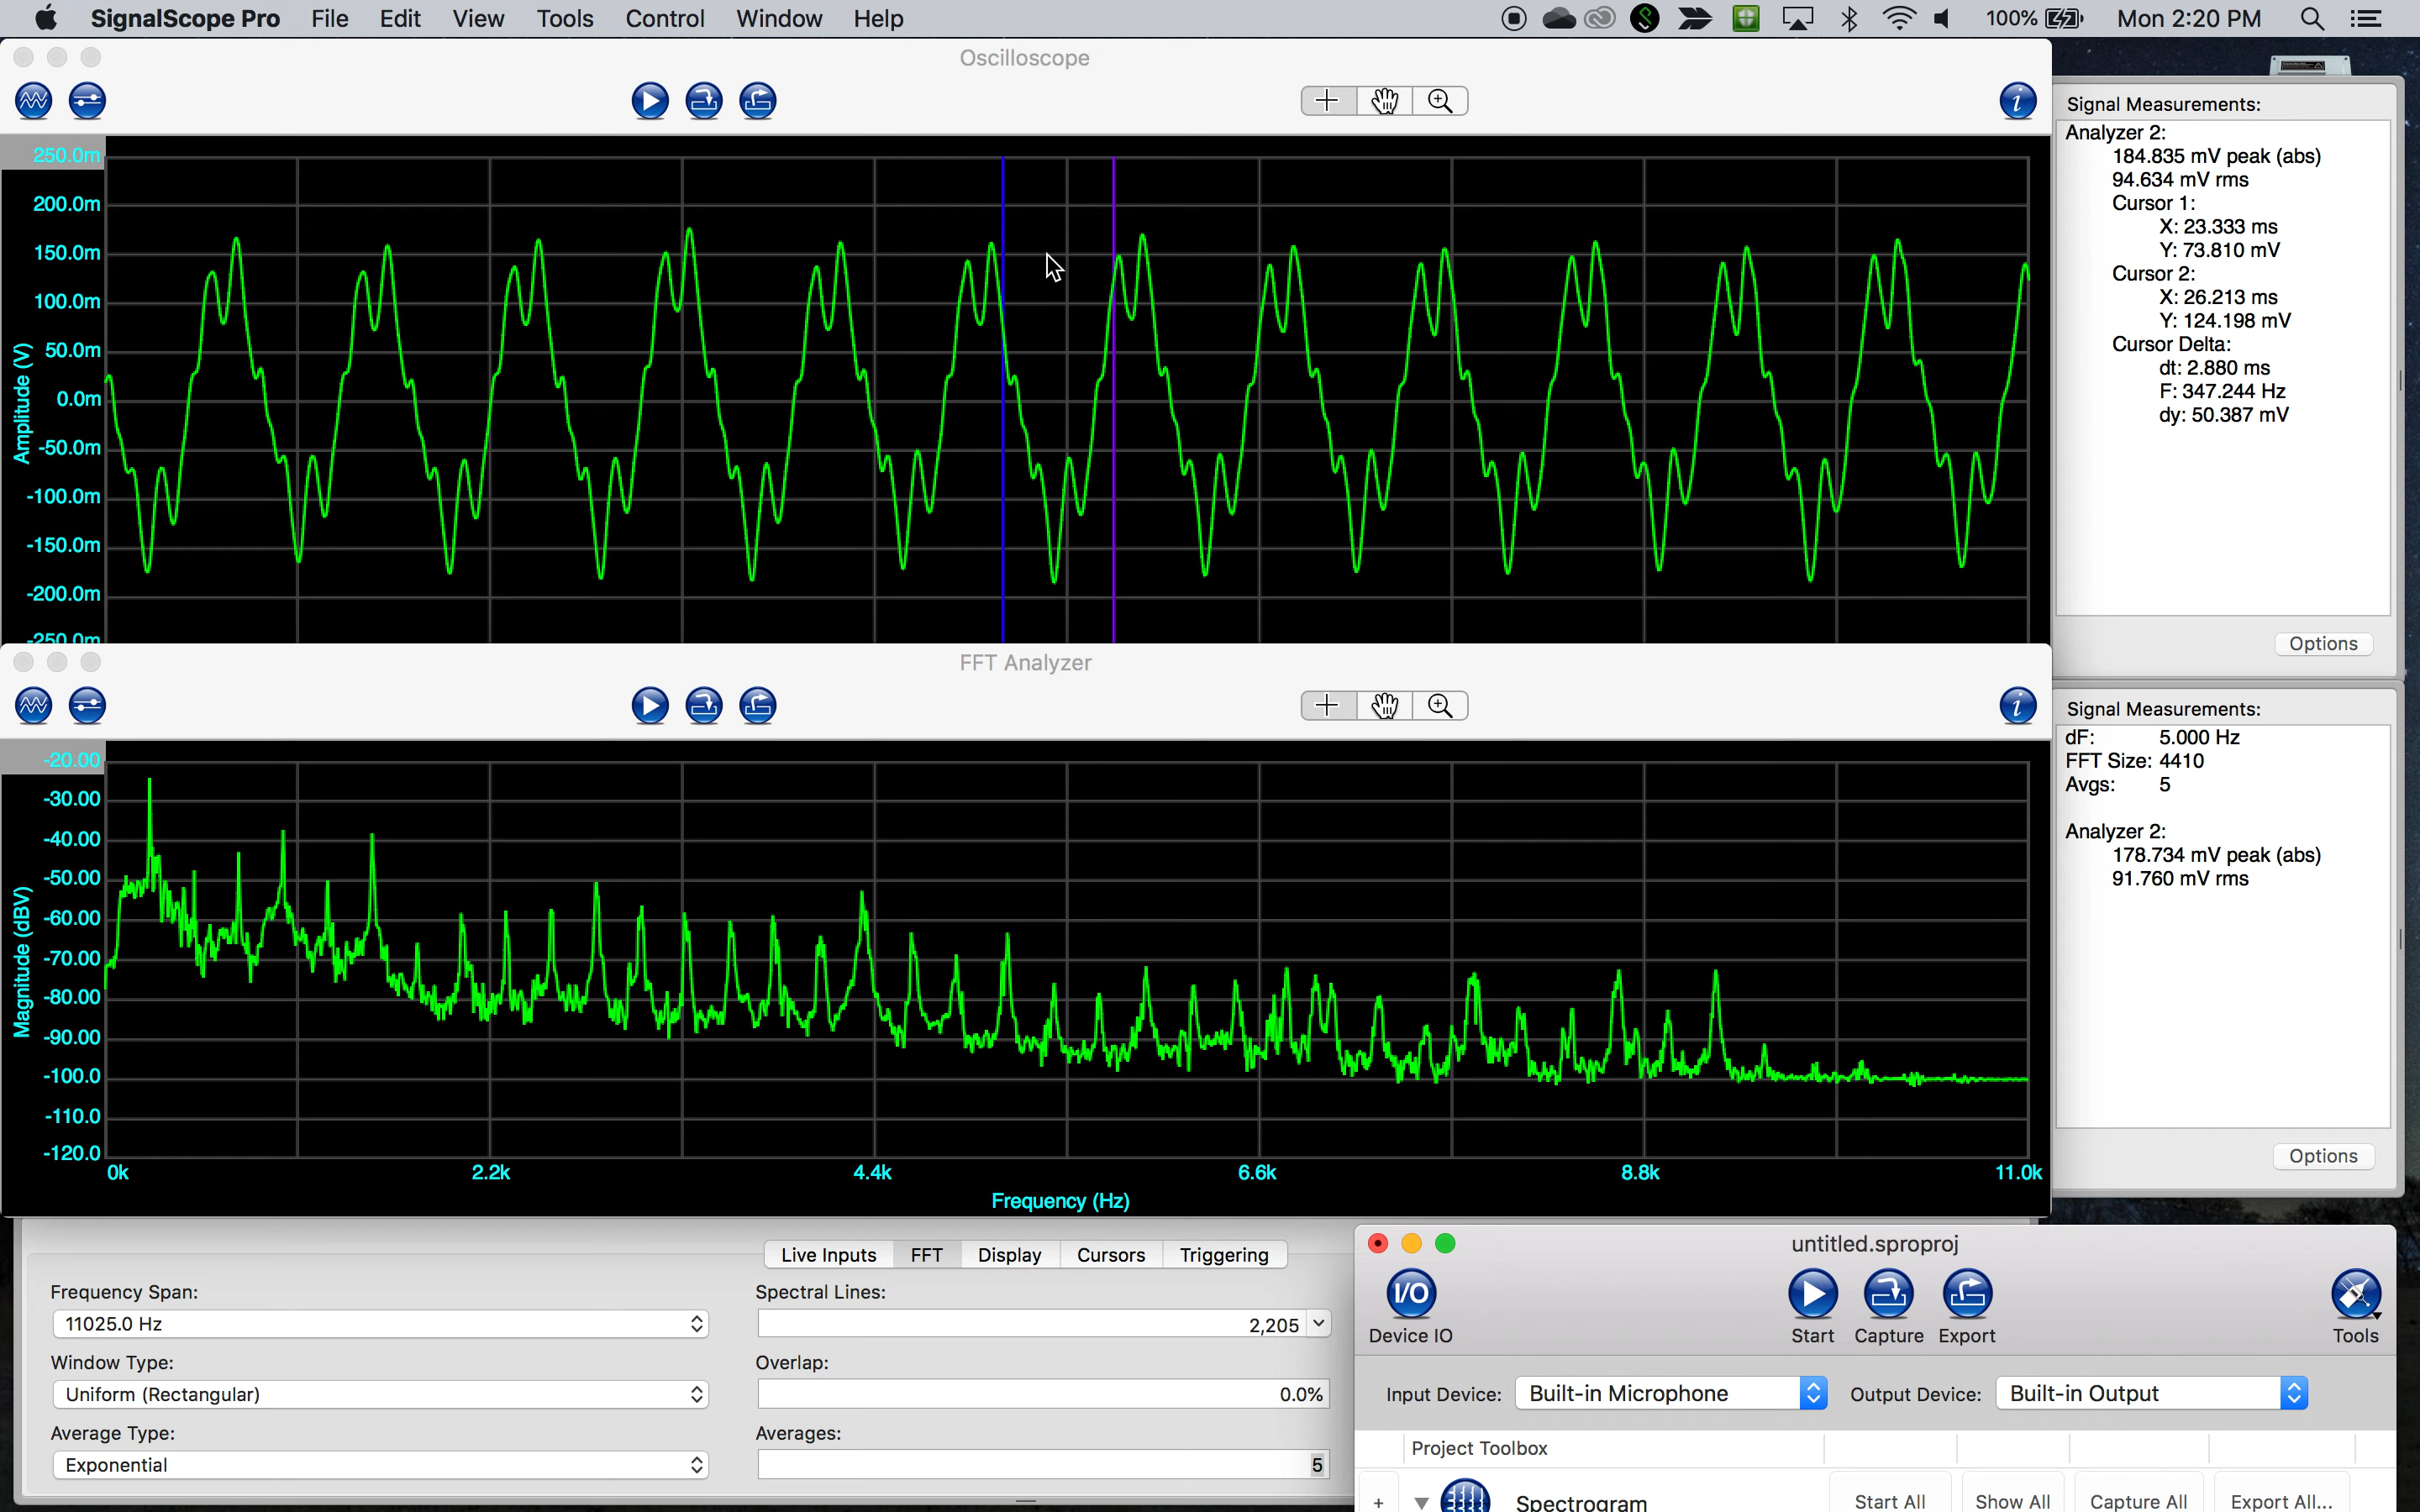 SignalScope Pro File Edit View Tools Control Window Help 100% Mon 2:20 PM
Oscilloscope
250.0m
200.0m
150.0m
100.0m
50.0m
0.0m
-50.0m
-100.0m
-150.0m
-200.0m
-250.0m
Amplitude (V)
Signal Measurements:
Analyzer 2:
184.835 mV peak (abs)
94.634 mV rms
Cursor 1:
X: 23.333 ms
Y: 73.810 mV
Cursor 2:
X: 26.213 ms
Y: 124.198 mV
Cursor Delta:
dt: 2.880 ms
F: 347.244 Hz
dy: 50.387 mV
Options
FFT Analyzer
-20.00
-30.00
-40.00
-50.00
-60.00
-70.00
-80.00
-90.00
-100.0
-110.0
-120.0
Magnitude (dBV)
0k 2.2k 4.4k 6.6k 8.8k 11.0k
Frequency (Hz)
Signal Measurements:
dF: 5.000 Hz
FFT Size: 4410
Avgs: 5
Analyzer 2:
178.734 mV peak (abs)
91.760 mV rms
Options
Live Inputs FFT Display Cursors Triggering
Frequency Span:
11025.0 Hz
Window Type:
Uniform (Rectangular)
Average Type:
Exponential
Spectral Lines:
2,205
Overlap:
0.0%
Averages:
5
untitled.sproproj
I/O
Device IO Start Capture Export Tools
Input Device: Built-in Microphone Output Device: Built-in Output
Project Toolbox
+ Spectrogram Start All Show All Capture All Export All...